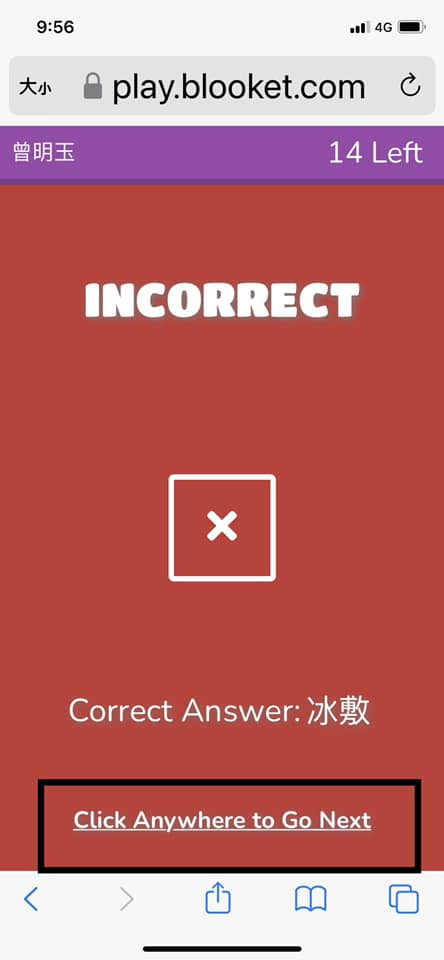 9:56
4G
大小
play.blooket.com
曾明玉
14 Left
INCORRECT
Correct Answer: 冰敷
Click Anywhere to Go Next